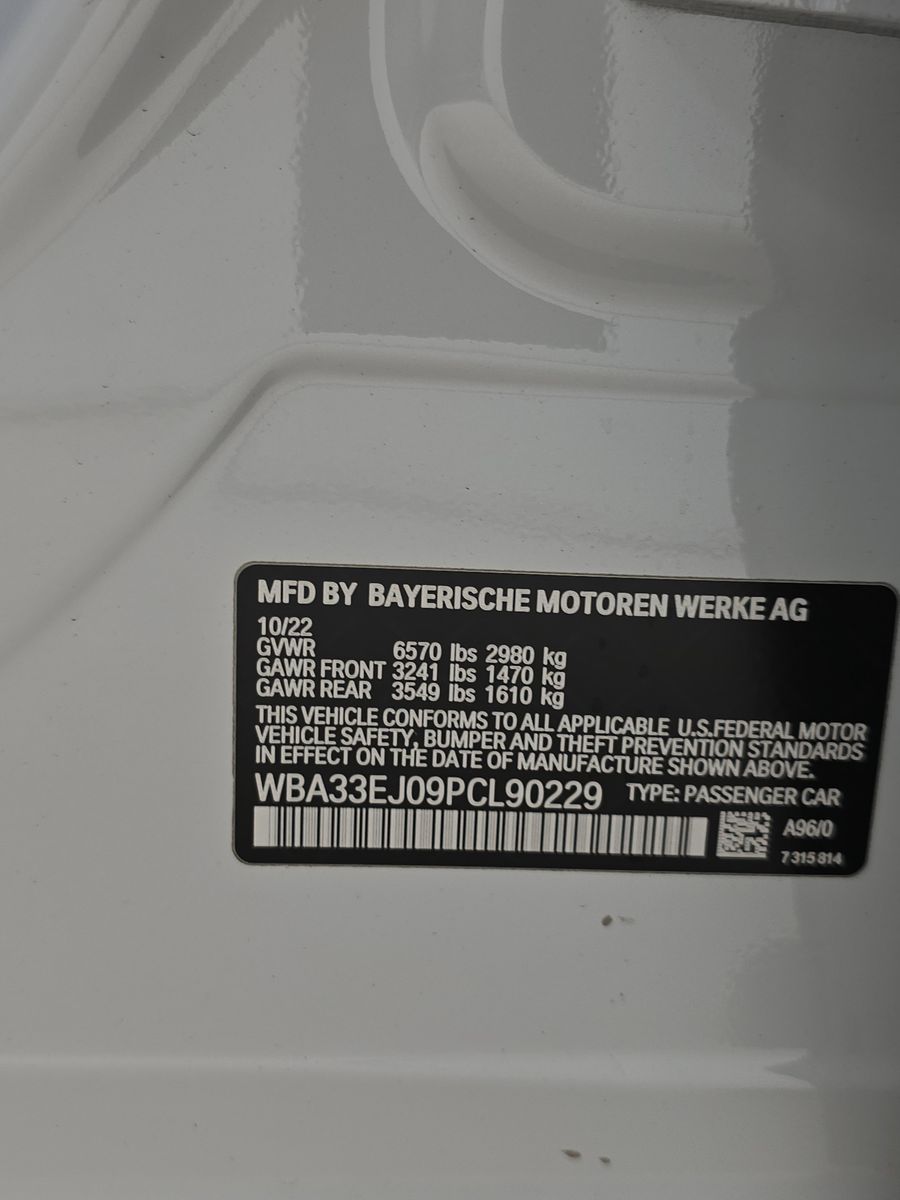 MFD BY BAYERISCHE MOTOREN WERKE AG
10/22
GVWR 6570 lbs 2980 kg
GAWR FRONT 3241 lbs 1470 kg
GAWR REAR 3549 lbs 1610 kg
THIS VEHICLE CONFORMS TO ALL APPLICABLE U.S.FEDERAL MOTOR
VEHICLE SAFETY, BUMPER AND THEFT PREVENTION STANDARDS
IN EFFECT ON THE DATE OF MANUFACTURE SHOWN ABOVE.
WBA33EJ09PCL90229 TYPE: PASSENGER CAR
A96/0
7 315 814